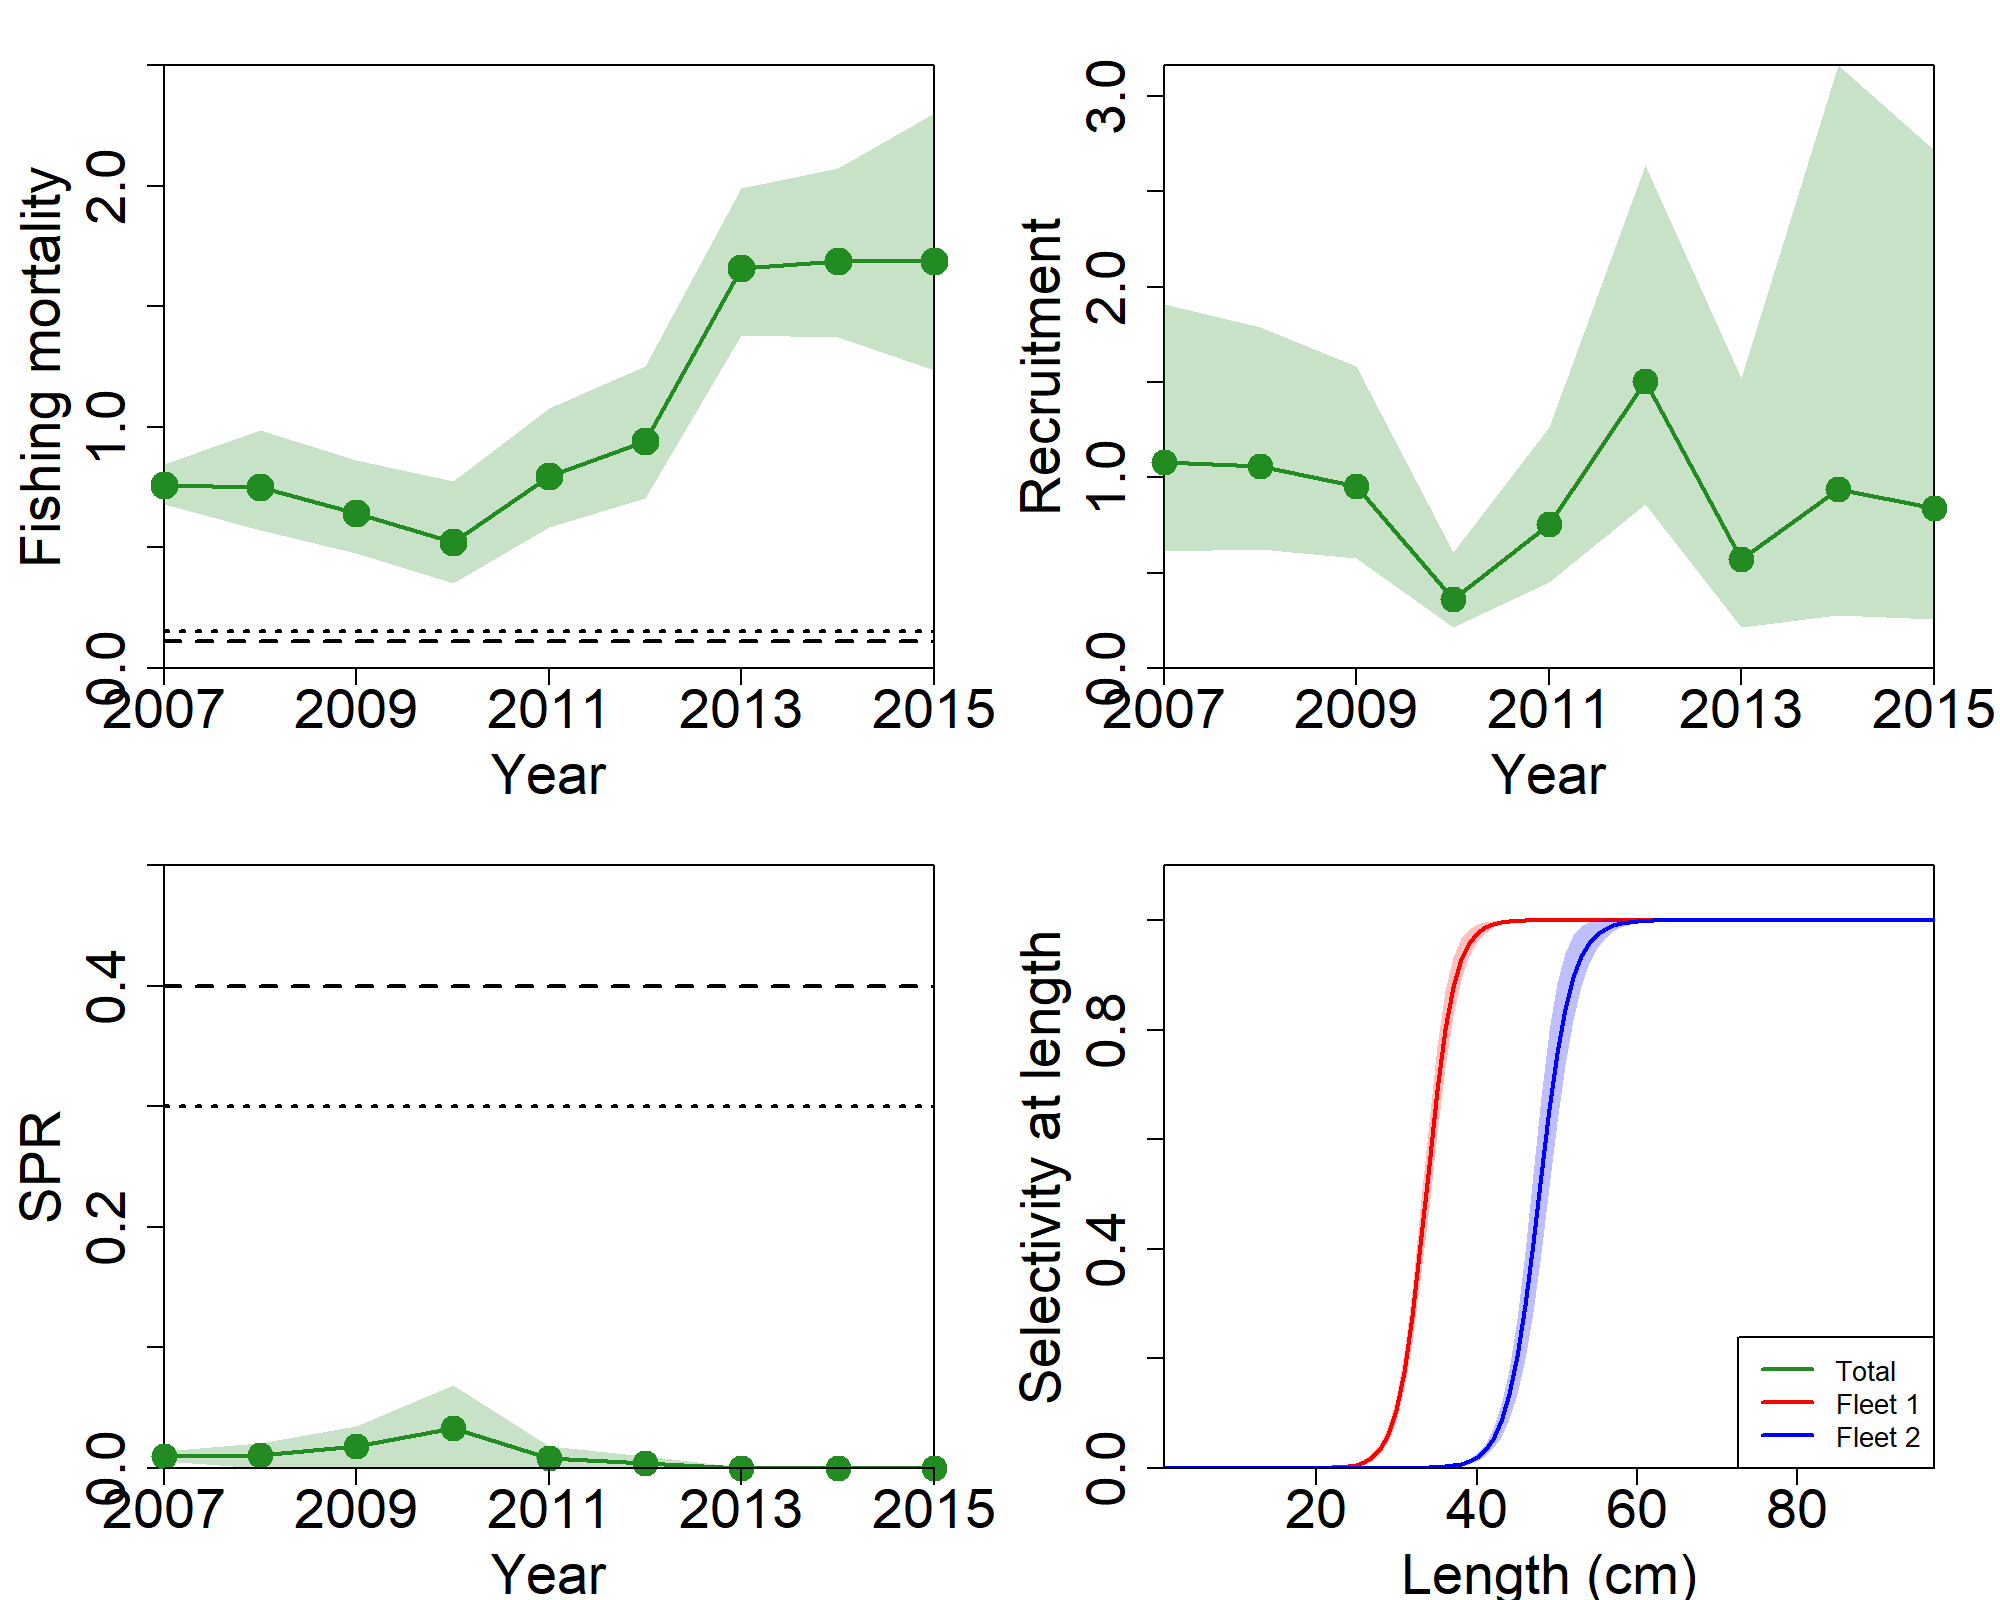 Fishing mortality
0.0 1.0 2.0
2007 2009 2011 2013 2015
Year
Recruitment
0.0 1.0 2.0 3.0
2007 2009 2011 2013 2015
Year
SPR
0.0 0.2 0.4
2007 2009 2011 2013 2015
Year
Selectivity at length
0.0 0.4 0.8
20 40 60 80
Length (cm)
Total
Fleet 1
Fleet 2